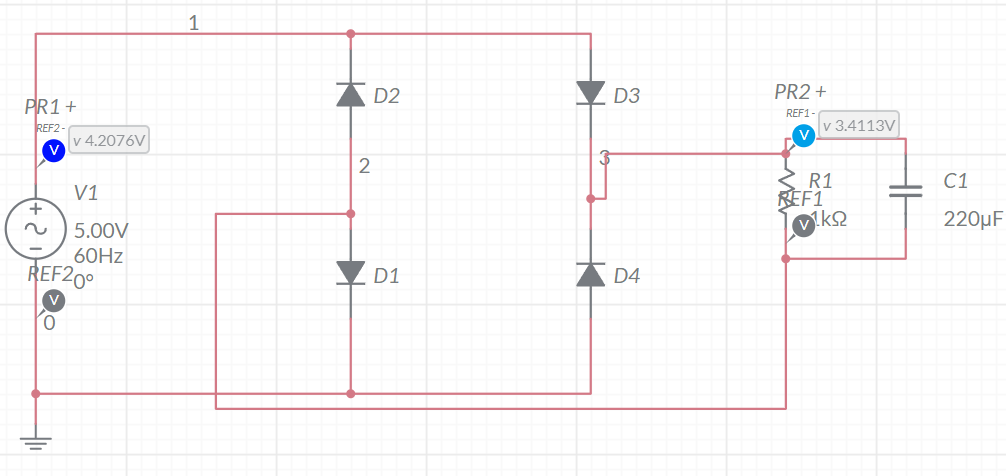 1
PR1 +
REF2 -
V
v 4.2076V
V1
5.00V
60Hz
0°
REF2
V
0
D2
2
D1
D3
3
D4
PR2 +
REF1 -
V
v 3.4113V
R1
REF1
V
1kΩ
C1
220µF